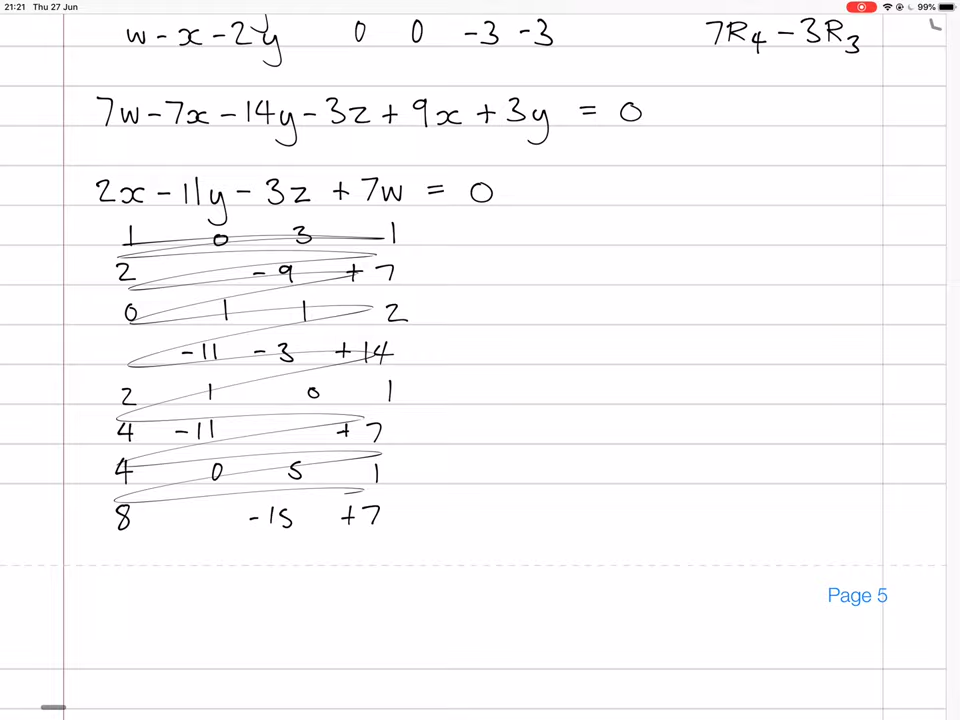 21:21 Thu 27 Jun 99%
w - x - 2y 0 0 -3 -3 7R₄ - 3R₃
7w - 7x - 14y - 3z + 9x + 3y = 0
2x - 11y - 3z + 7w = 0
1 0 3 1
2 - 9 + 7
0 1 1 2
-11 - 3 + 14
2 1 0 1
4 -11 + 7
4 0 5 1
8 -15 + 7
Page 5